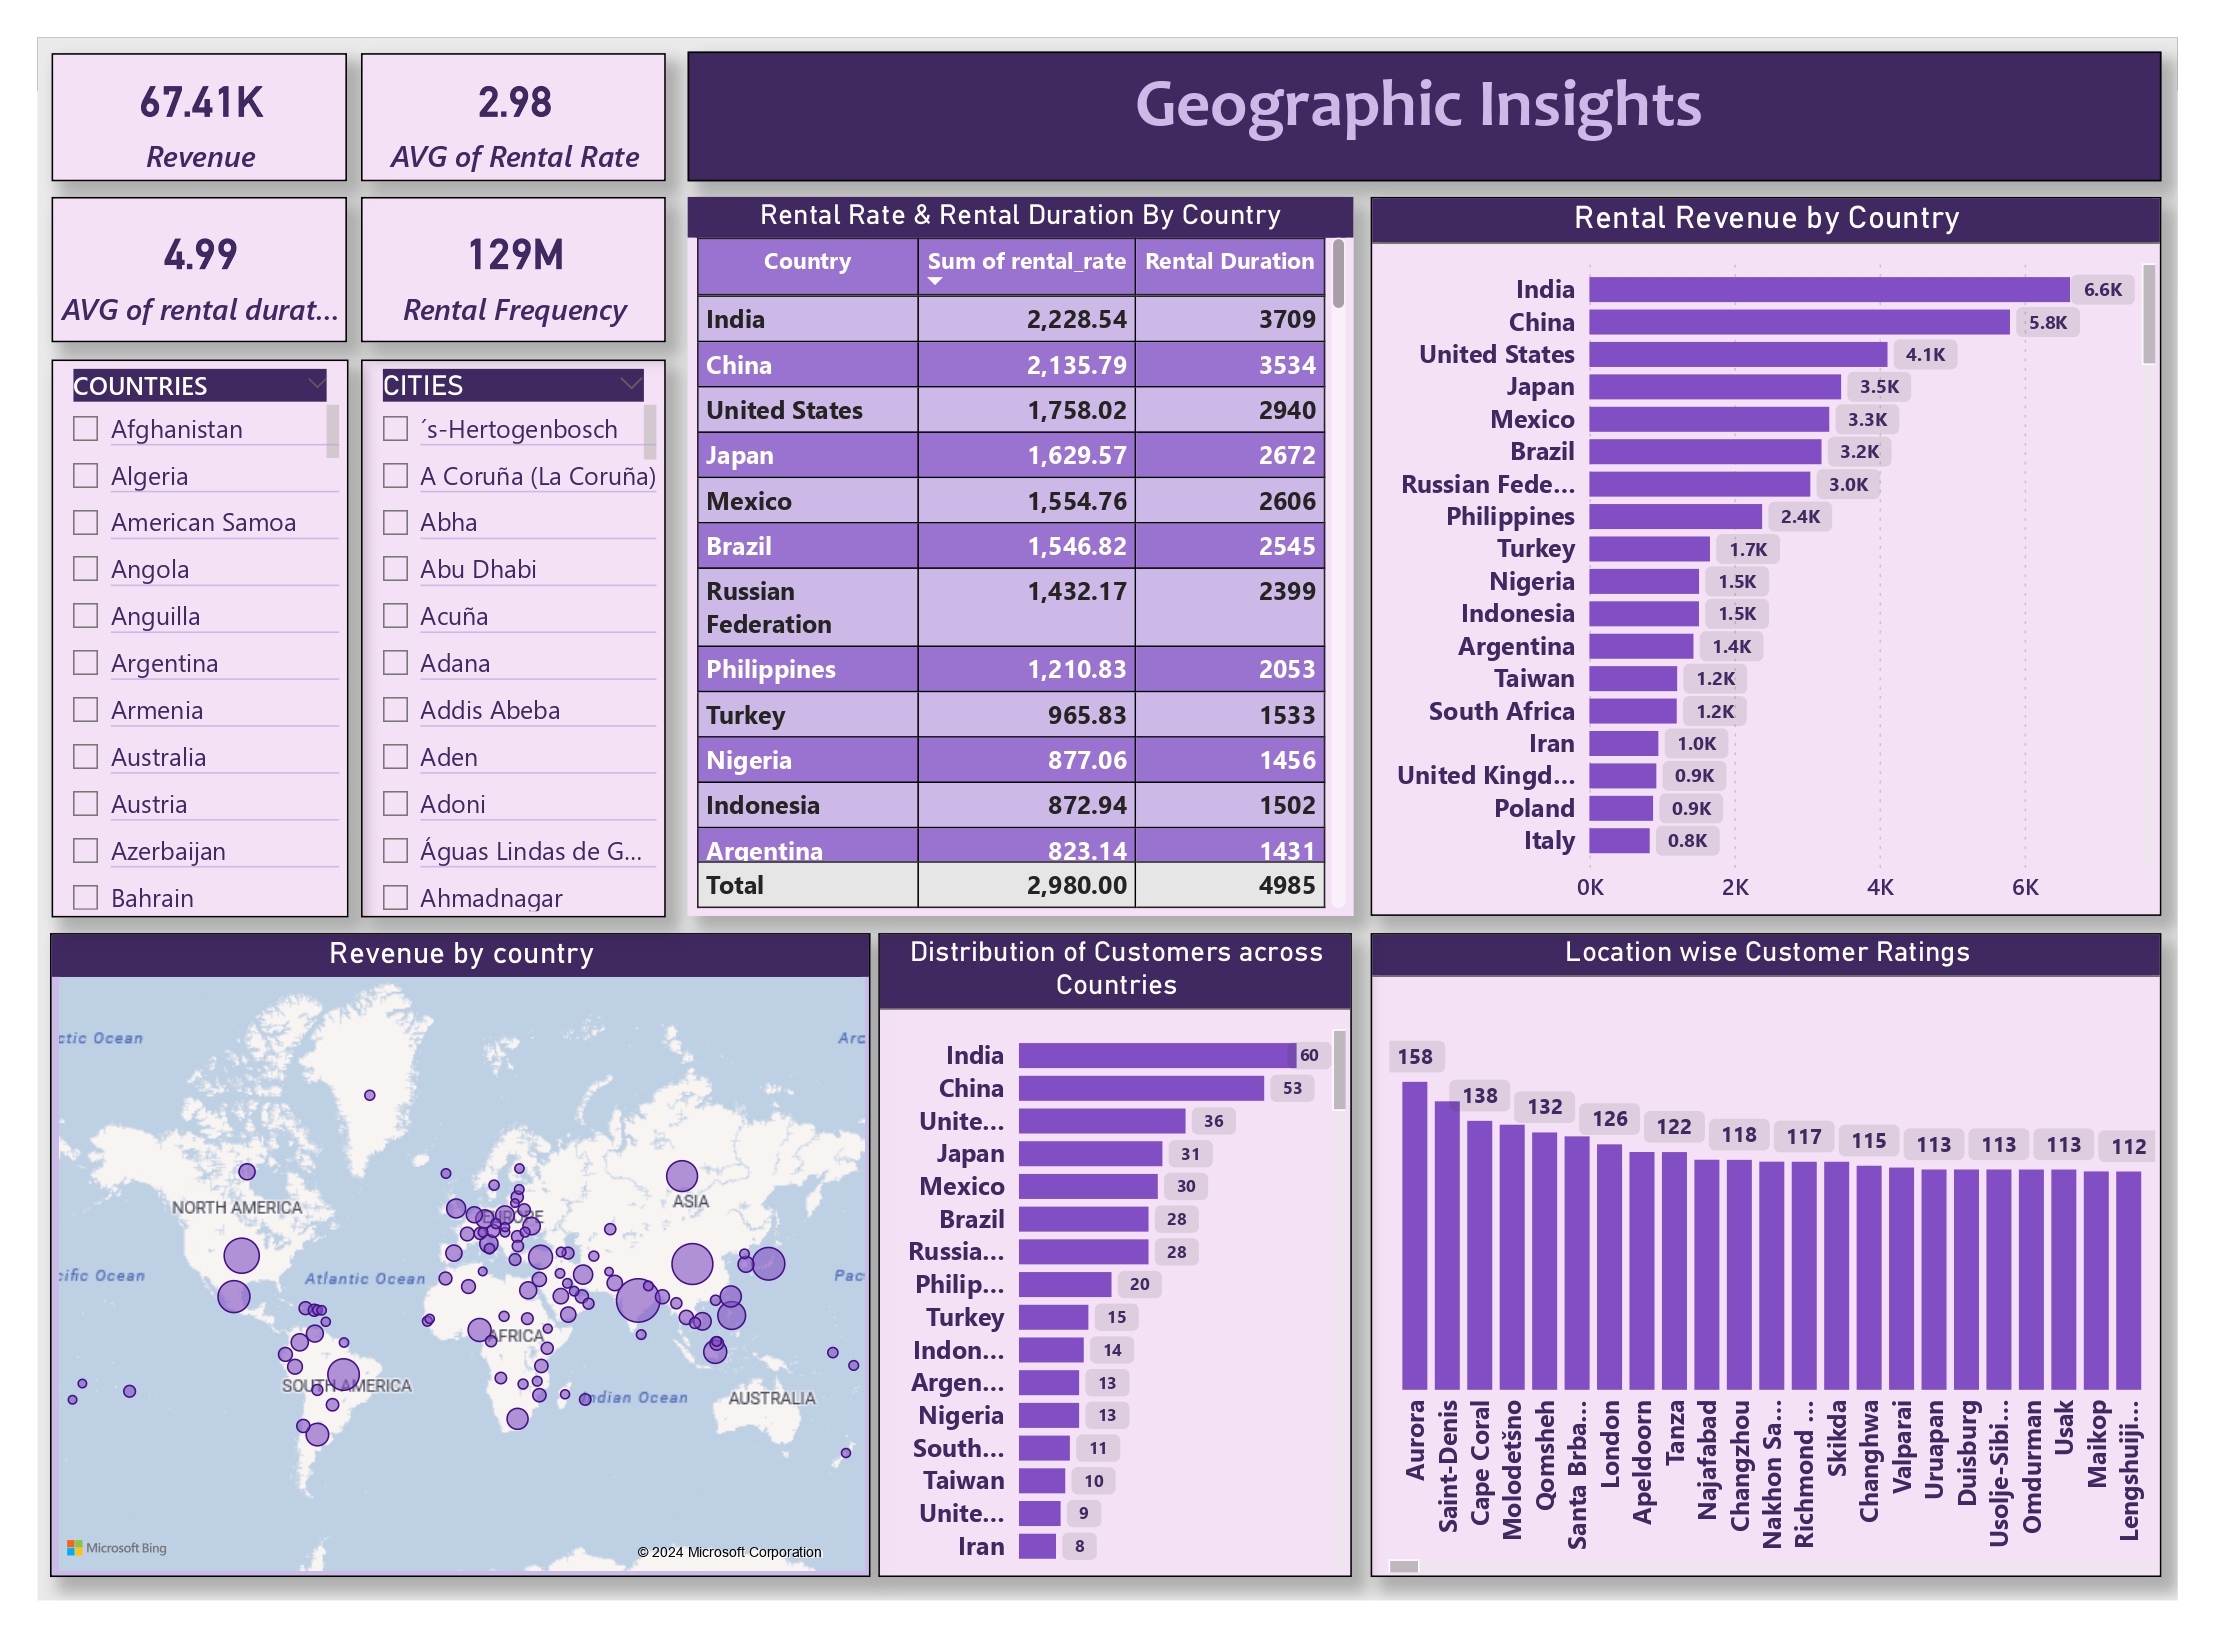 67.41K
Revenue
2.98
AVG of Rental Rate
Geographic Insights
4.99
AVG of rental durat...
129M
Rental Frequency
COUNTRIES
Afghanistan
Algeria
American Samoa
Angola
Anguilla
Argentina
Armenia
Australia
Austria
Azerbaijan
Bahrain
CITIES
´s-Hertogenbosch
A Coruña (La Coruña)
Abha
Abu Dhabi
Acuña
Adana
Addis Abeba
Aden
Adoni
Águas Lindas de G...
Ahmadnagar
Rental Rate & Rental Duration By Country
Country Sum of rental_rate Rental Duration
India 2,228.54 3709
China 2,135.79 3534
United States 1,758.02 2940
Japan 1,629.57 2672
Mexico 1,554.76 2606
Brazil 1,546.82 2545
Russian 1,432.17 2399
Federation
Philippines 1,210.83 2053
Turkey 965.83 1533
Nigeria 877.06 1456
Indonesia 872.94 1502
Argentina 823.14 1431
Total 2,980.00 4985
Rental Revenue by Country
India 6.6K
China 5.8K
United States 4.1K
Japan 3.5K
Mexico 3.3K
Brazil 3.2K
Russian Fede... 3.0K
Philippines 2.4K
Turkey 1.7K
Nigeria 1.5K
Indonesia 1.5K
Argentina 1.4K
Taiwan 1.2K
South Africa 1.2K
Iran 1.0K
United Kingd... 0.9K
Poland 0.9K
Italy 0.8K
0K 2K 4K 6K
Revenue by country
ctic Ocean
Arc
NORTH AMERICA
ASIA
EUROPE
cific Ocean
Atlantic Ocean
Pac
AFRICA
SOUTH AMERICA
Indian Ocean
AUSTRALIA
Microsoft Bing
© 2024 Microsoft Corporation
Distribution of Customers across
Countries
India 60
China 53
Unite... 36
Japan 31
Mexico 30
Brazil 28
Russia... 28
Philip... 20
Turkey 15
Indon... 14
Argen... 13
Nigeria 13
South... 11
Taiwan 10
Unite... 9
Iran 8
Location wise Customer Ratings
158 138 132 126 122 118 117 115 113 113 113 112
Aurora
Saint-Denis
Cape Coral
Molodetšno
Qomsheh
Santa Brba...
London
Apeldoorn
Tanza
Najafabad
Changzhou
Nakhon Sa...
Richmond ...
Skikda
Changhwa
Valparai
Uruapan
Duisburg
Usolje-Sibi...
Omdurman
Usak
Maikop
Lengshuiji...